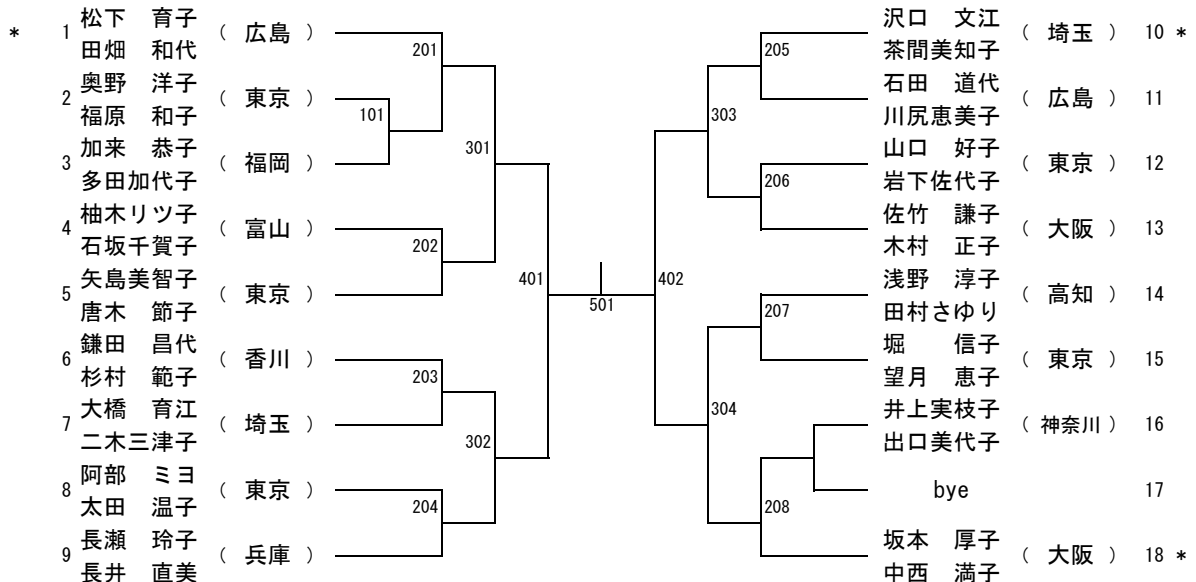 * 1 松下　育子 田畑　和代 （ 広島 ）
2 奥野　洋子 福原　和子 （ 東京 ）
3 加来　恭子 多田加代子 （ 福岡 ）
4 柚木リツ子 石坂千賀子 （ 富山 ）
5 矢島美智子 唐木　節子 （ 東京 ）
6 鎌田　昌代 杉村　範子 （ 香川 ）
7 大橋　育江 二木三津子 （ 埼玉 ）
8 阿部　ミヨ 太田　温子 （ 東京 ）
9 長瀬　玲子 長井　直美 （ 兵庫 ）
201
101
301
202
401
203
302
204
501
205
303
206
402
207
304
208
沢口　文江 茶間美知子 （ 埼玉 ） 10 *
石田　道代 川尻恵美子 （ 広島 ） 11
山口　好子 岩下佐代子 （ 東京 ） 12
佐竹　謙子 木村　正子 （ 大阪 ） 13
浅野　淳子 田村さゆり （ 高知 ） 14
堀　　信子 望月　恵子 （ 東京 ） 15
井上実枝子 出口美代子 （ 神奈川 ） 16
bye 17
坂本　厚子 中西　満子 （ 大阪 ） 18 *